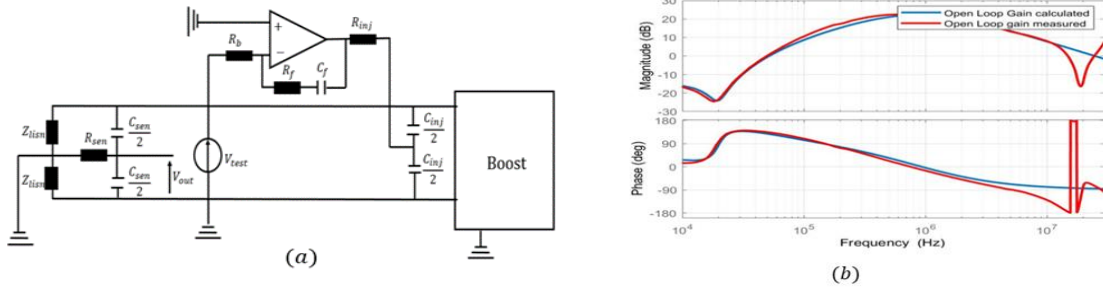 (a)
+
−
R_inj
R_b
R_f
C_f
Z_lisn
R_sen
C_sen/2
C_sen/2
Z_lisn
V_out
V_test
C_inj/2
C_inj/2
Boost
(a)
Open Loop Gain calculated
Open Loop gain measured
Magnitude (dB)
30
20
10
0
-10
-20
-30
Phase (deg)
180
90
0
-90
-180
10^4
10^5
10^6
10^7
Frequency (Hz)
(b)